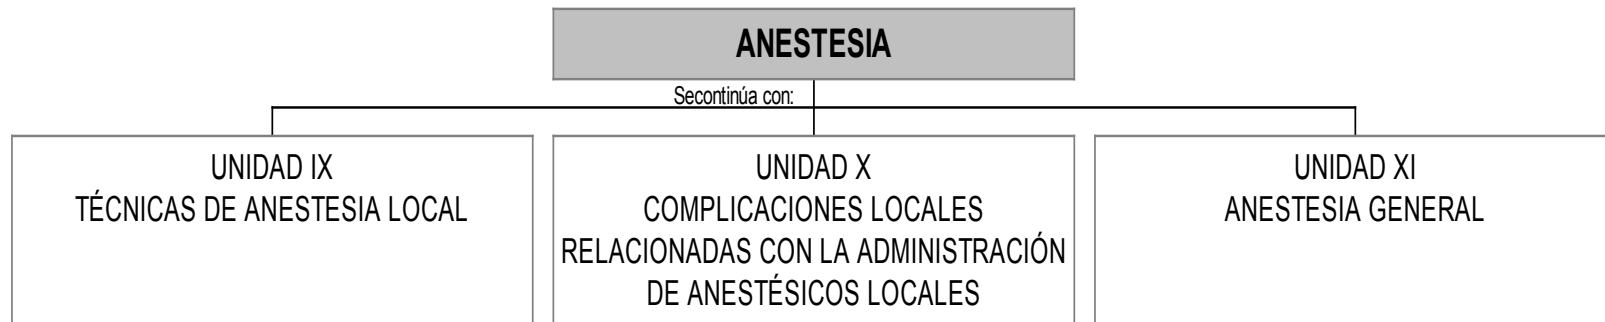 ANESTESIA
Secontinúa con:
UNIDAD IX
TÉCNICAS DE ANESTESIA LOCAL
UNIDAD X
COMPLICACIONES LOCALES
RELACIONADAS CON LA ADMINISTRACIÓN
DE ANESTÉSICOS LOCALES
UNIDAD XI
ANESTESIA GENERAL